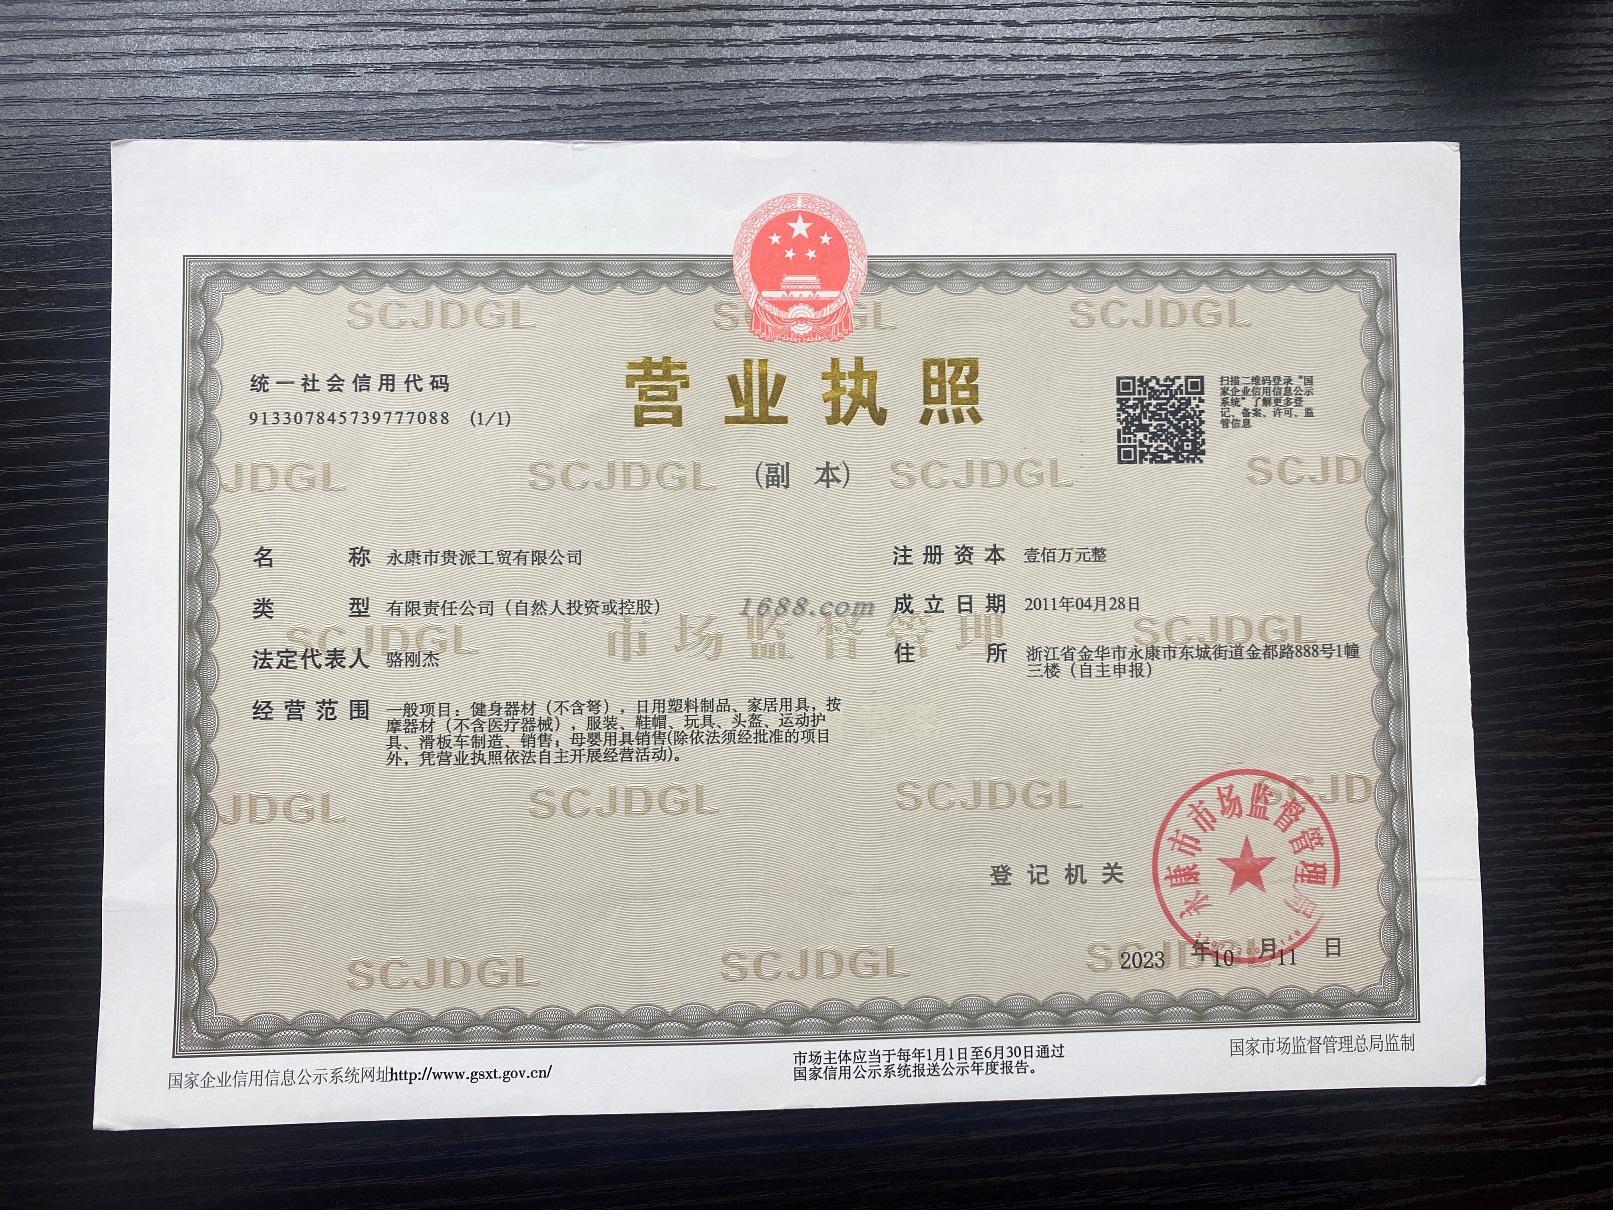 统一社会信用代码
913307845739777088 (1/1)
营业执照
(副 本)
扫描二维码登录“国
家企业信用信息公示
系统”了解更多登
记、备案、许可、监
管信息
名 称 永康市贵派工贸有限公司
类 型 有限责任公司（自然人投资或控股）
法定代表人 骆刚杰
经营范围 一般项目：健身器材（不含弩），日用塑料制品、家居用具，按
摩器材（不含医疗器械），服装、鞋帽、玩具、头盔、运动护
具、滑板车制造、销售；母婴用具销售(除依法须经批准的项目
外，凭营业执照依法自主开展经营活动)。
注册资本 壹佰万元整
成立日期 2011年04月28日
住 所 浙江省金华市永康市东城街道金都路888号1幢
三楼（自主申报）
1688.com
市场监督管理
SCJDGL SCJDGL
JDGL SCJDGL SCJDGL SCJD
SCJDGL SCJDGL
JDGL SCJDGL SCJDGL SCJD
SCJDGL SCJDGL SCJDGL
登记机关
永康市市场监督管理局
2023 年10 月11 日
国家企业信用信息公示系统网址http://www.gsxt.gov.cn/
市场主体应当于每年1月1日至6月30日通过
国家信用公示系统报送公示年度报告。
国家市场监督管理总局监制